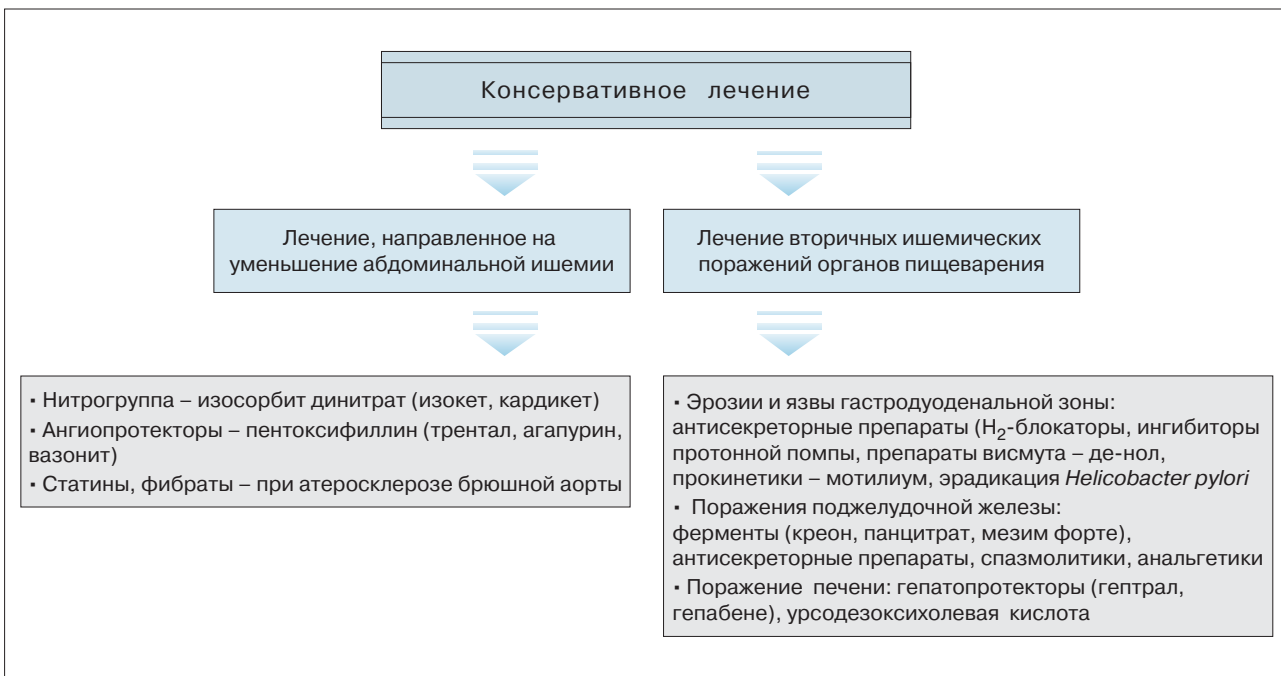 Консервативное лечение
Лечение, направленное на
уменьшение абдоминальной ишемии
Лечение вторичных ишемических
поражений органов пищеварения
· Нитрогруппа – изосорбит динитрат (изокет, кардикет)
· Ангиопротекторы – пентоксифиллин (трентал, агапурин,
вазонит)
· Статины, фибраты – при атеросклерозе брюшной аорты
· Эрозии и язвы гастродуоденальной зоны:
антисекреторные препараты (H₂-блокаторы, ингибиторы
протонной помпы, препараты висмута – де-нол,
прокинетики – мотилиум, эрадикация Helicobacter pylori
· Поражения поджелудочной железы:
ферменты (креон, панцитрат, мезим форте),
антисекреторные препараты, спазмолитики, анальгетики
· Поражение печени: гепатопротекторы (гептрал,
гепабене), урсодезоксихолевая кислота